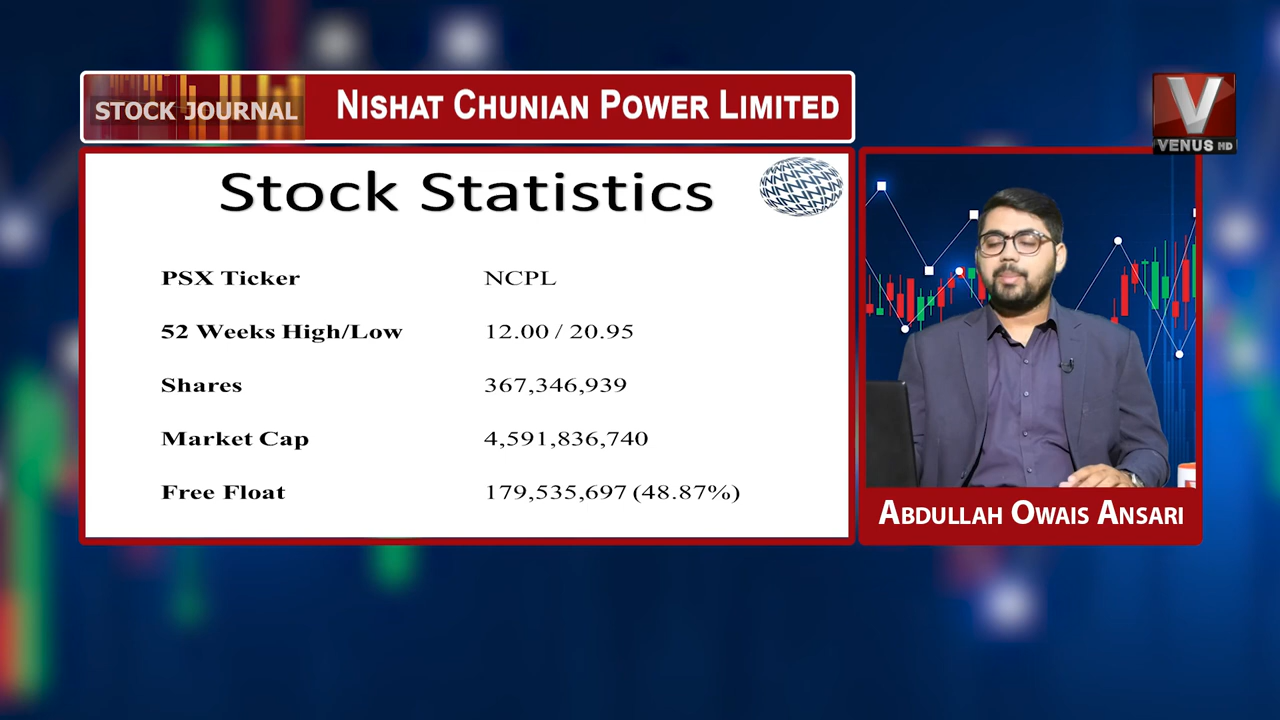 STOCK JOURNAL NISHAT CHUNIAN POWER LIMITED
V
VENUS HD
Stock Statistics
PSX Ticker NCPL
52 Weeks High/Low 12.00 / 20.95
Shares 367,346,939
Market Cap 4,591,836,740
Free Float 179,535,697 (48.87%)
ABDULLAH OWAIS ANSARI